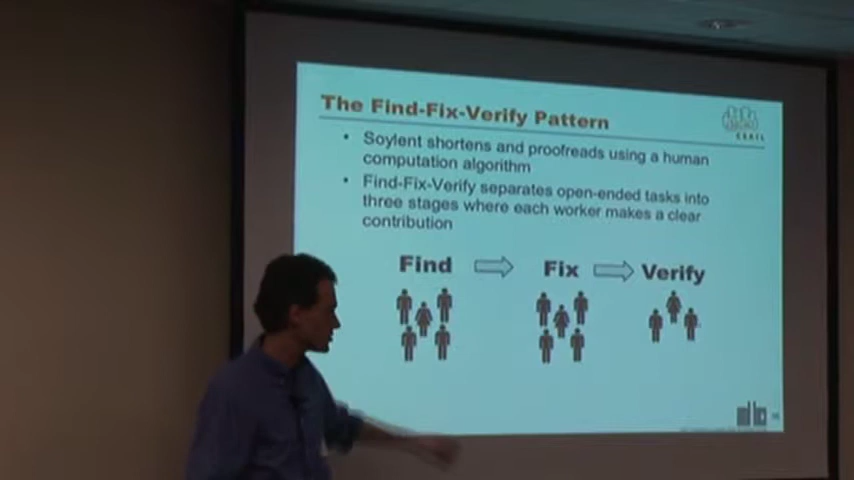 The Find-Fix-Verify Pattern
CSAIL
• Soylent shortens and proofreads using a human
computation algorithm
• Find-Fix-Verify separates open-ended tasks into
three stages where each worker makes a clear
contribution
Find
Fix
Verify